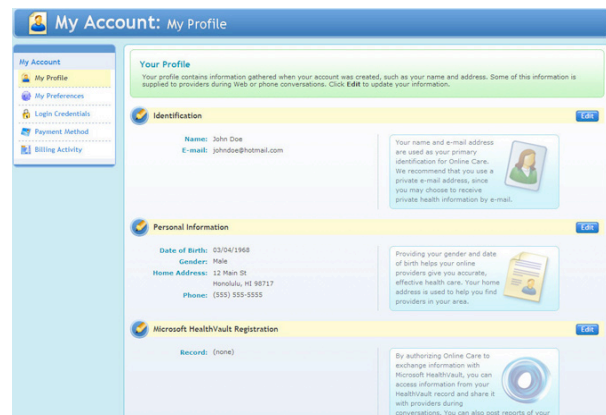 My Account: My Profile
My Account
My Profile
My Preferences
Login Credentials
Payment Method
Billing Activity
Your Profile
Your profile contains information gathered when your account was created, such as your name and address. Some of this information is
supplied to providers during Web or phone conversations. Click Edit to update your information.
Identification
Edit
Name: John Doe
E-mail: johndoe@hotmail.com
Your name and e-mail address
are used as your primary
identification for Online Care.
We recommend that you use a
private e-mail address, since
you may choose to receive
private health information by e-mail.
Personal Information
Edit
Date of Birth: 03/04/1968
Gender: Male
Home Address: 12 Main St
Honolulu, HI 98717
Phone: (555) 555-5555
Providing your gender and date
of birth helps your online
providers give you accurate,
effective health care. Your home
address is used to help you find
providers in your area.
Microsoft HealthVault Registration
Edit
Record: (none)
By authorizing Online Care to
exchange information with
Microsoft HealthVault, you can
access information from your
HealthVault record and share it
with providers during
conversations. You can also post reports of your